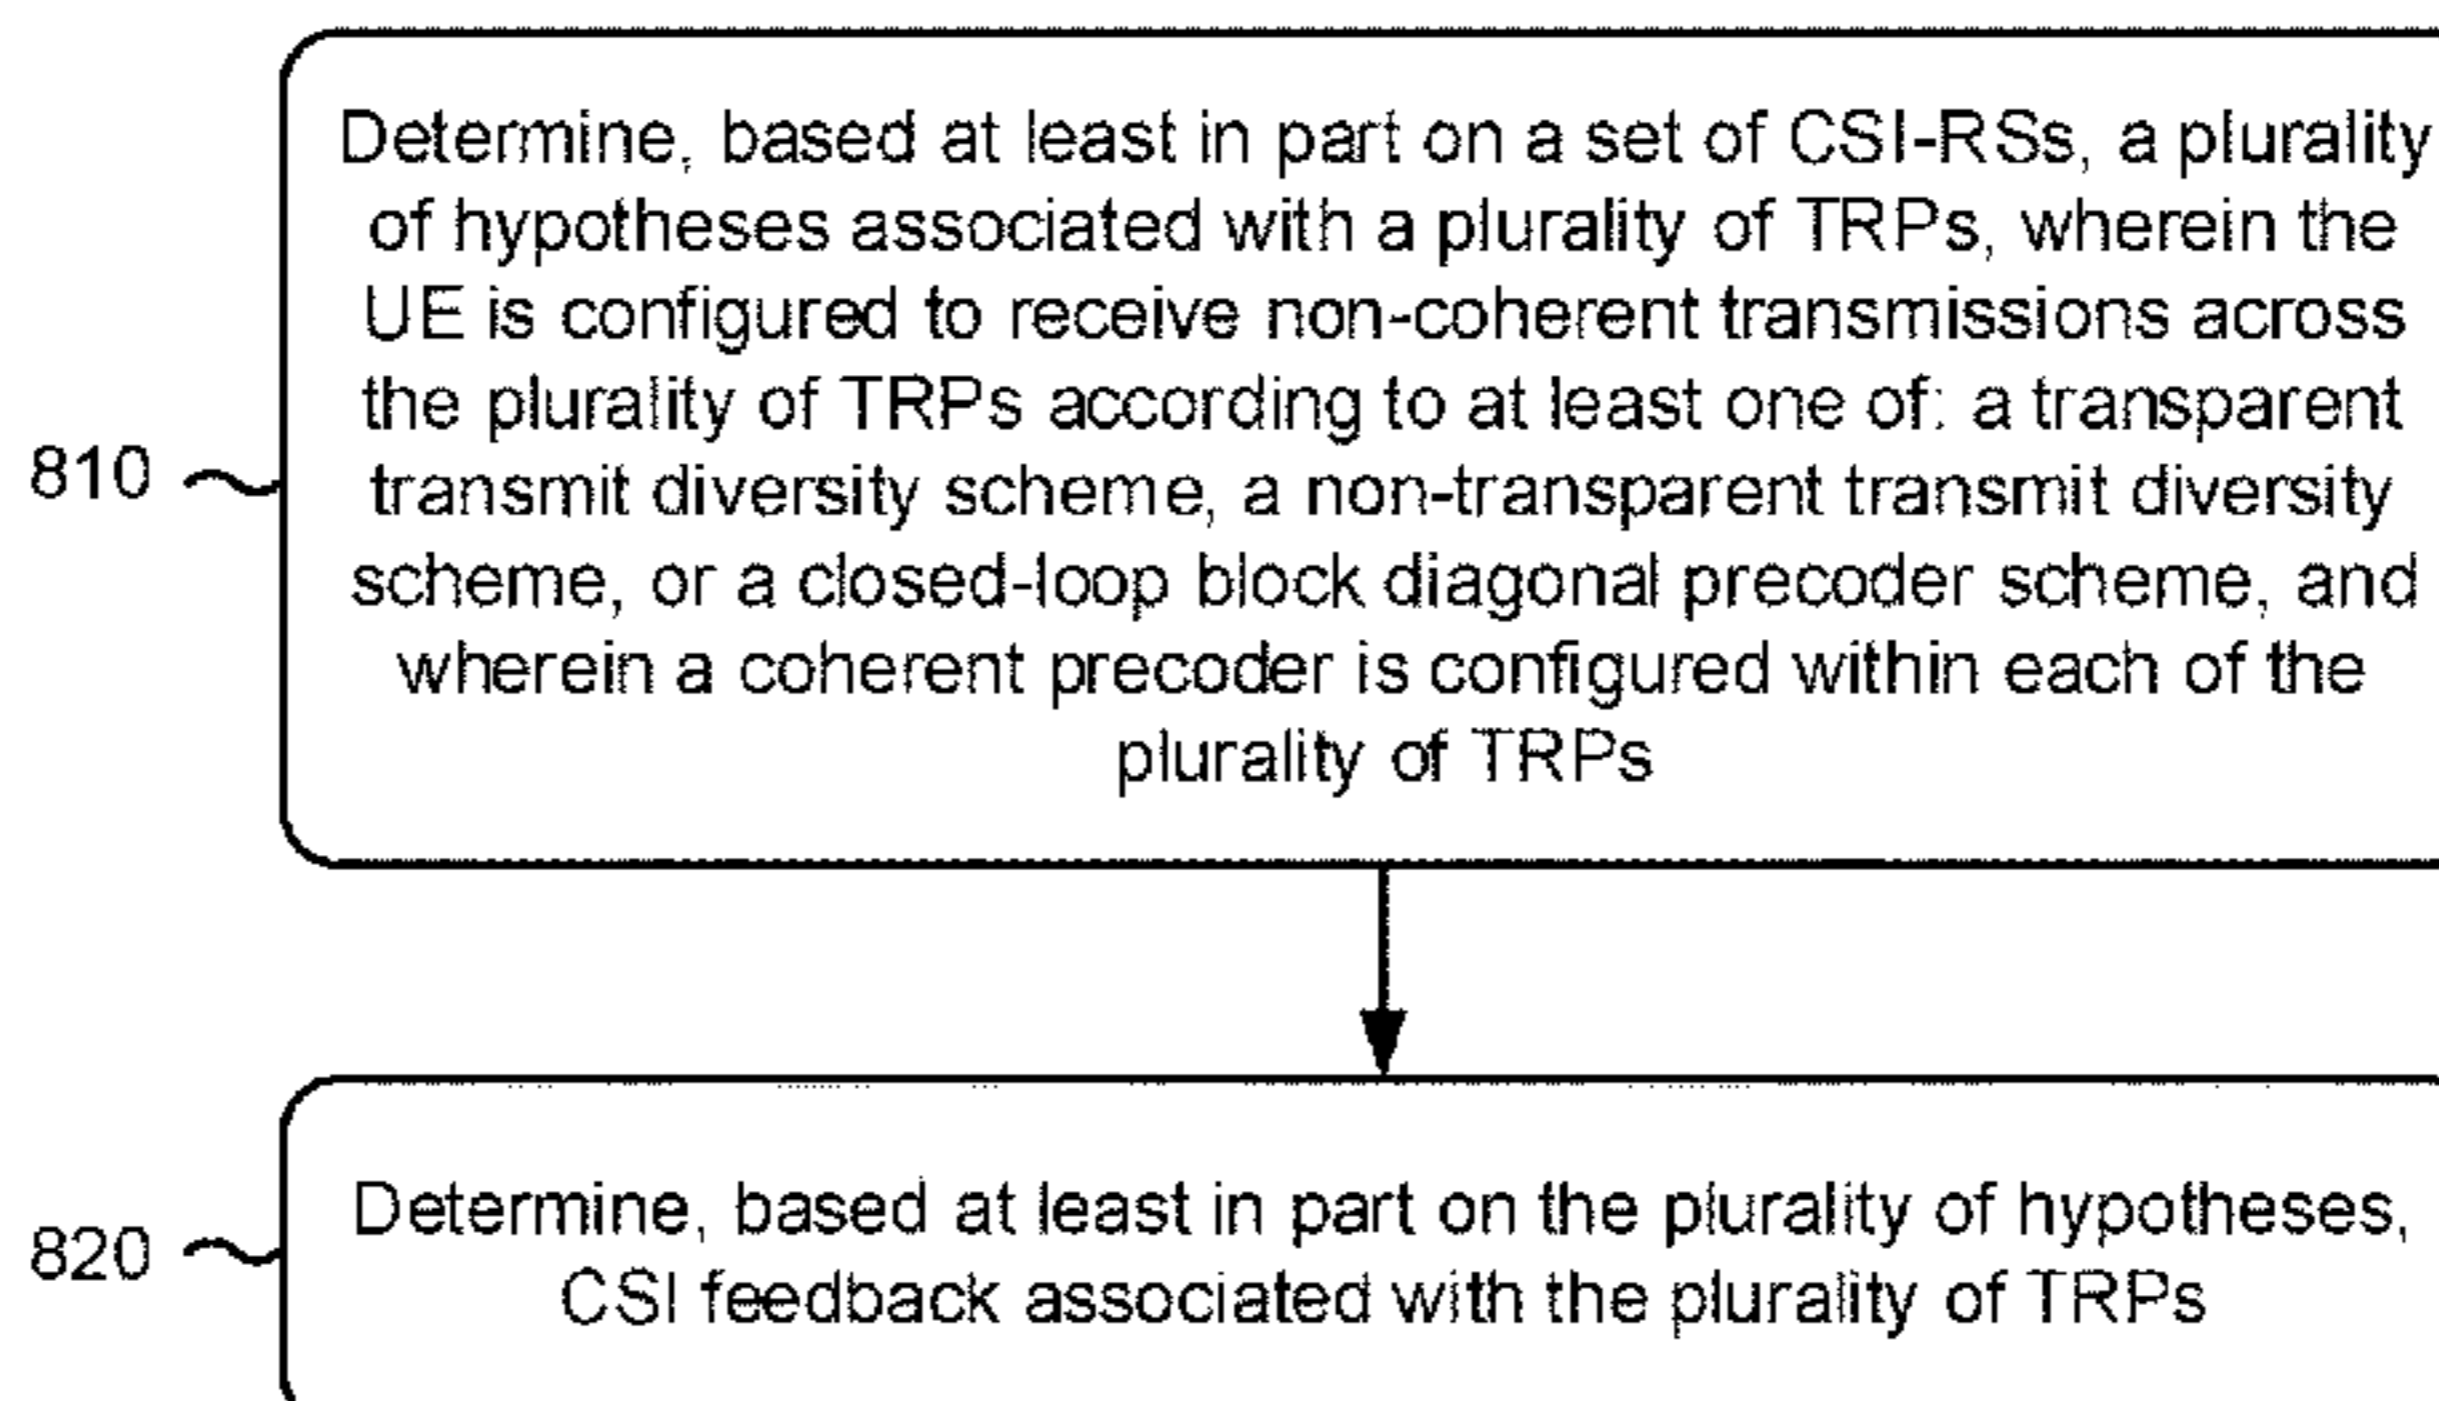 Determine, based at least in part on a set of CSI-RSs, a plurality
of hypotheses associated with a plurality of TRPs, wherein the
UE is configured to receive non-coherent transmissions across
the plurality of TRPs according to at least one of: a transparent
810
transmit diversity scheme, a non-transparent transmit diversity
scheme, or a closed-loop block diagonal precoder scheme, and
wherein a coherent precoder is configured within each of the
plurality of TRPs
Determine, based at least in part on the plurality of hypotheses,
820
CSI feedback associated with the plurality of TRPs